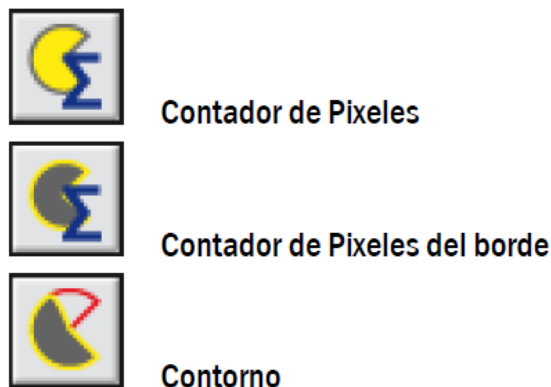 Contador de Pixeles
Contador de Pixeles del borde
Contorno